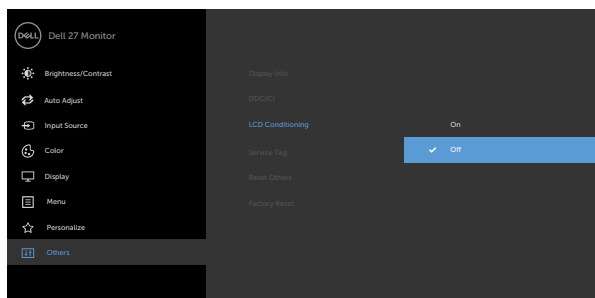 DELL Dell 27 Monitor
Brightness/Contrast
Auto Adjust
Input Source
Color
Display
Menu
Personalize
Others
Display Info
DDC/CI
LCD Conditioning
Service Tag
Reset Others
Factory Reset
On
Off